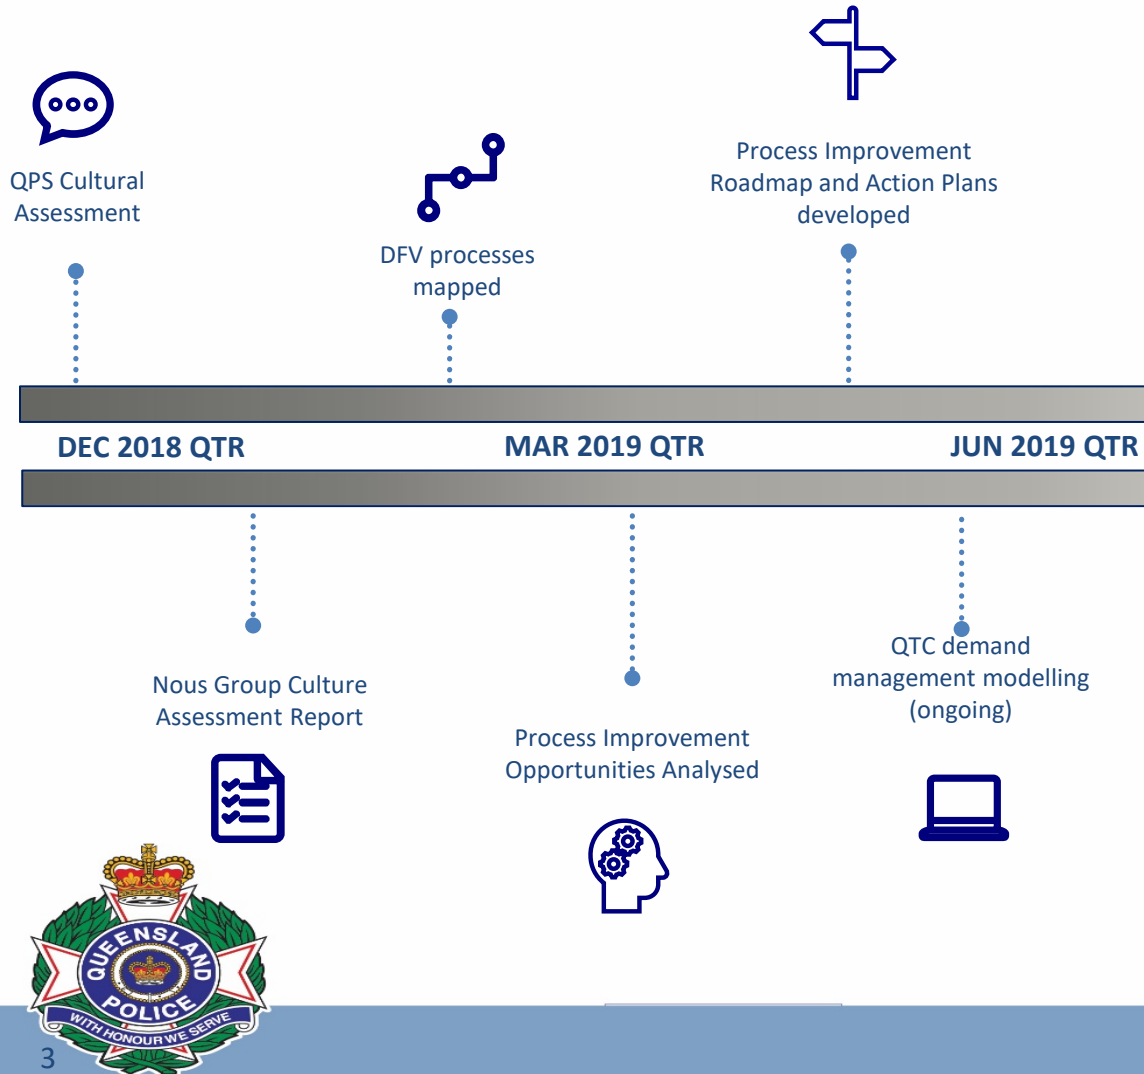 QPS Cultural
Assessment
DFV processes
mapped
Process Improvement
Roadmap and Action Plans
developed
DEC 2018 QTR
MAR 2019 QTR
JUN 2019 QTR
Nous Group Culture
Assessment Report
Process Improvement
Opportunities Analysed
QTC demand
management modelling
(ongoing)
QUEENSLAND
POLICE
WITH HONOUR WE SERVE
3